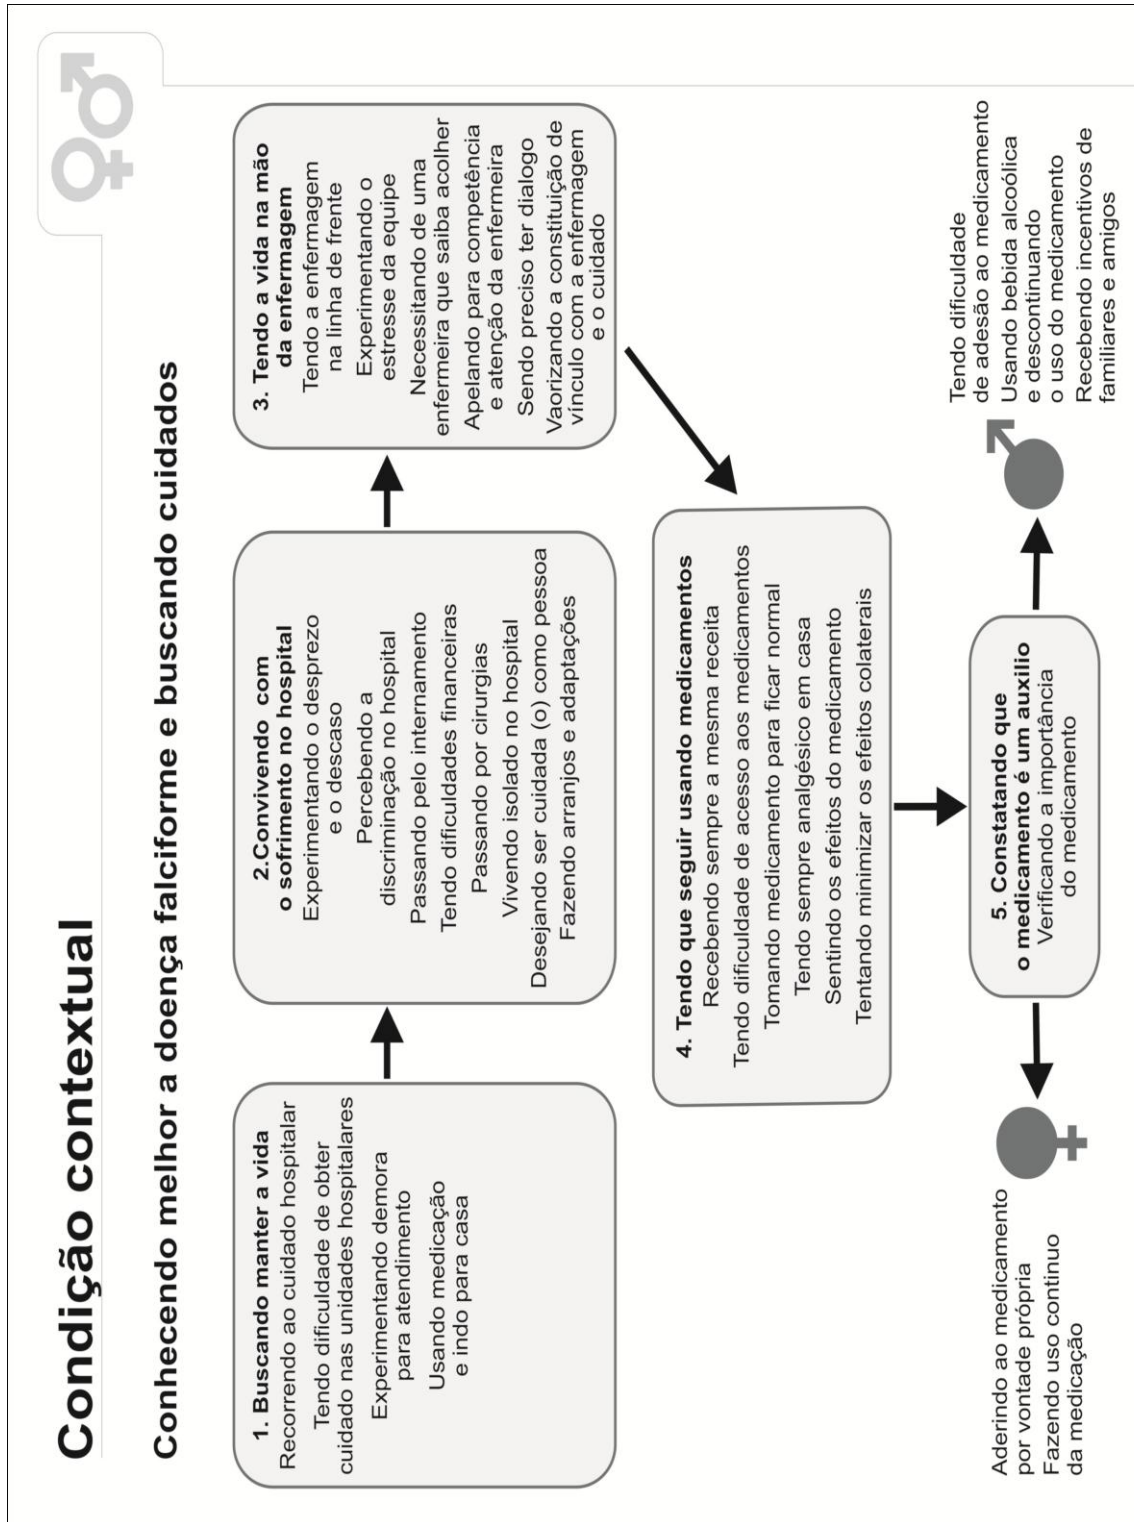 Condição contextual
Conhecendo melhor a doença falciforme e buscando cuidados
1. Buscando manter a vida
Recorrendo ao cuidado hospitalar
Tendo dificuldade de obter
cuidado nas unidades hospitalares
Experimentando demora
para atendimento
Usando medicação
e indo para casa
2.Convivendo com
o sofrimento no hospital
Experimentando o desprezo
e o descaso
Percebendo a
discriminação no hospital
Passando pelo internamento
Tendo dificuldades financeiras
Passando por cirurgias
Vivendo isolado no hospital
Desejando ser cuidada (o) como pessoa
Fazendo arranjos e adaptações
3. Tendo a vida na mão
da enfermagem
Tendo a enfermagem
na linha de frente
Experimentando o
estresse da equipe
Necessitando de uma
enfermeira que saiba acolher
Apelando para competência
e atenção da enfermeira
Sendo preciso ter dialogo
Vaorizando a constituição de
vínculo com a enfermagem
e o cuidado
4. Tendo que seguir usando medicamentos
Recebendo sempre a mesma receita
Tendo dificuldade de acesso aos medicamentos
Tomando medicamento para ficar normal
Tendo sempre analgésico em casa
Sentindo os efeitos do medicamento
Tentando minimizar os efeitos colaterais
5. Constatando que
o medicamento é um auxilio
Verificando a importância
do medicamento
Aderindo ao medicamento
por vontade própria
Fazendo uso continuo
da medicação
Tendo dificuldade
de adesão ao medicamento
Usando bebida alcoólica
e descontinuando
o uso do medicamento
Recebendo incentivos de
familiares e amigos